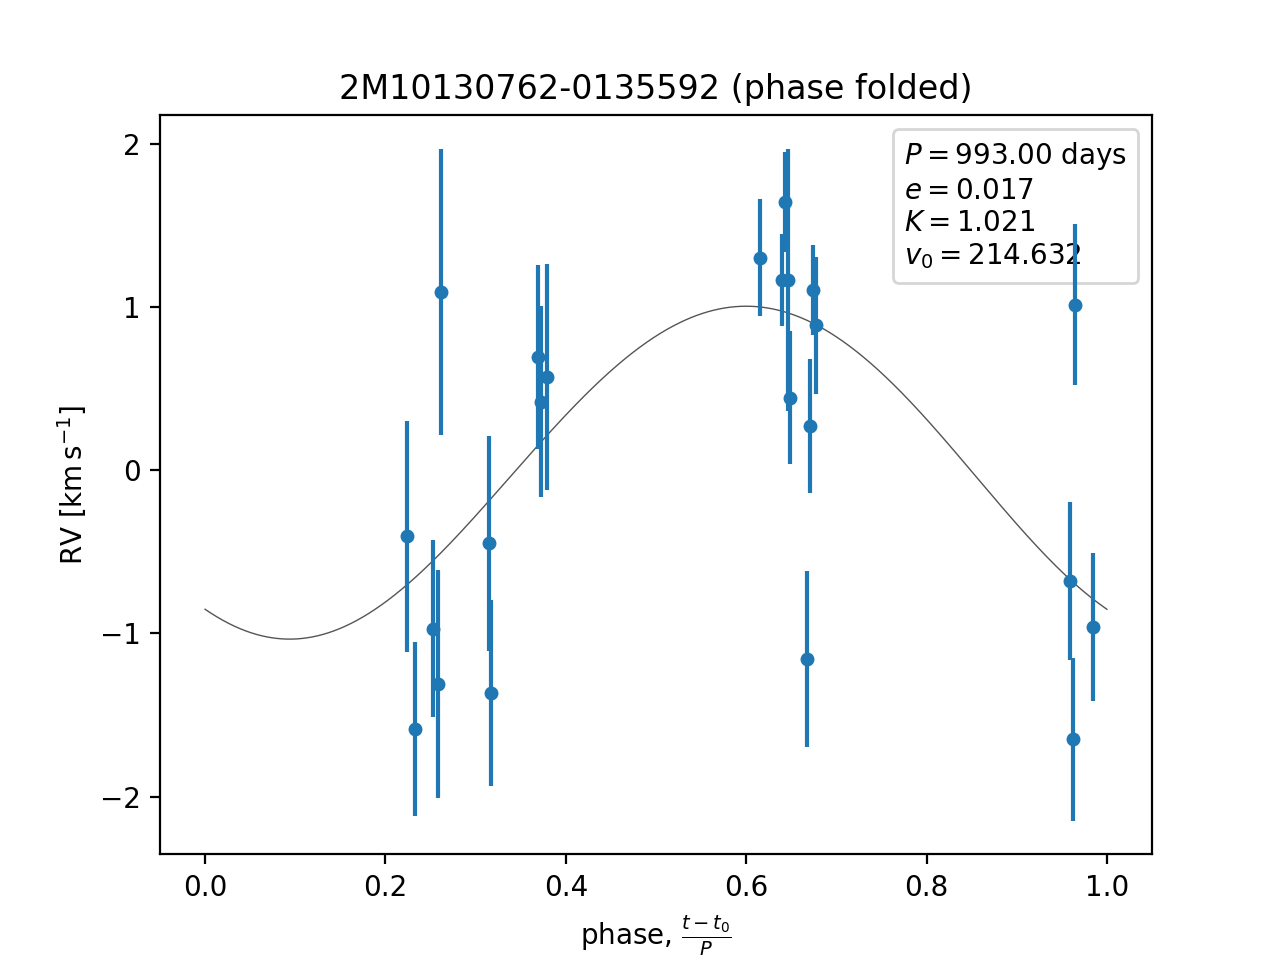 2M10130762-0135592 (phase folded)
P = 993.00 days
e = 0.017
K = 1.021
v₀ = 214.632
RV [km s⁻¹]
2
1
0
−1
−2
0.0 0.2 0.4 0.6 0.8 1.0
phase, (t − t₀)/P